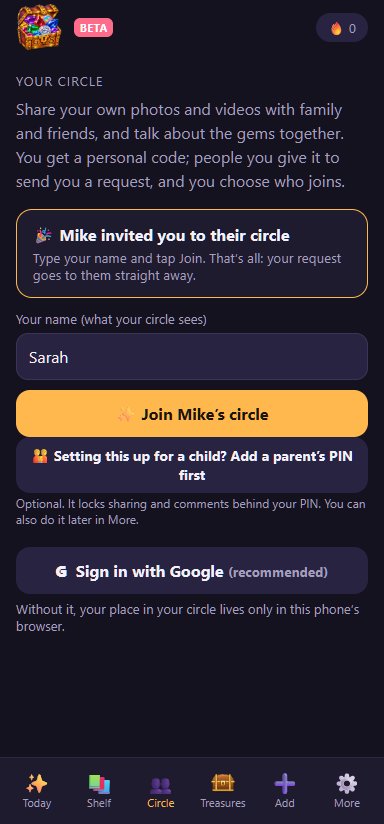 BETA
0
YOUR CIRCLE
Share your own photos and videos with family
and friends, and talk about the gems together.
You get a personal code; people you give it to
send you a request, and you choose who joins.
Mike invited you to their circle
Type your name and tap Join. That's all: your request
goes to them straight away.
Your name (what your circle sees)
Sarah
Join Mike's circle
Setting this up for a child? Add a parent's PIN
first
Optional. It locks sharing and comments behind your PIN. You can
also do it later in More.
G Sign in with Google (recommended)
Without it, your place in your circle lives only in this phone's
browser.
Today Shelf Circle Treasures Add More